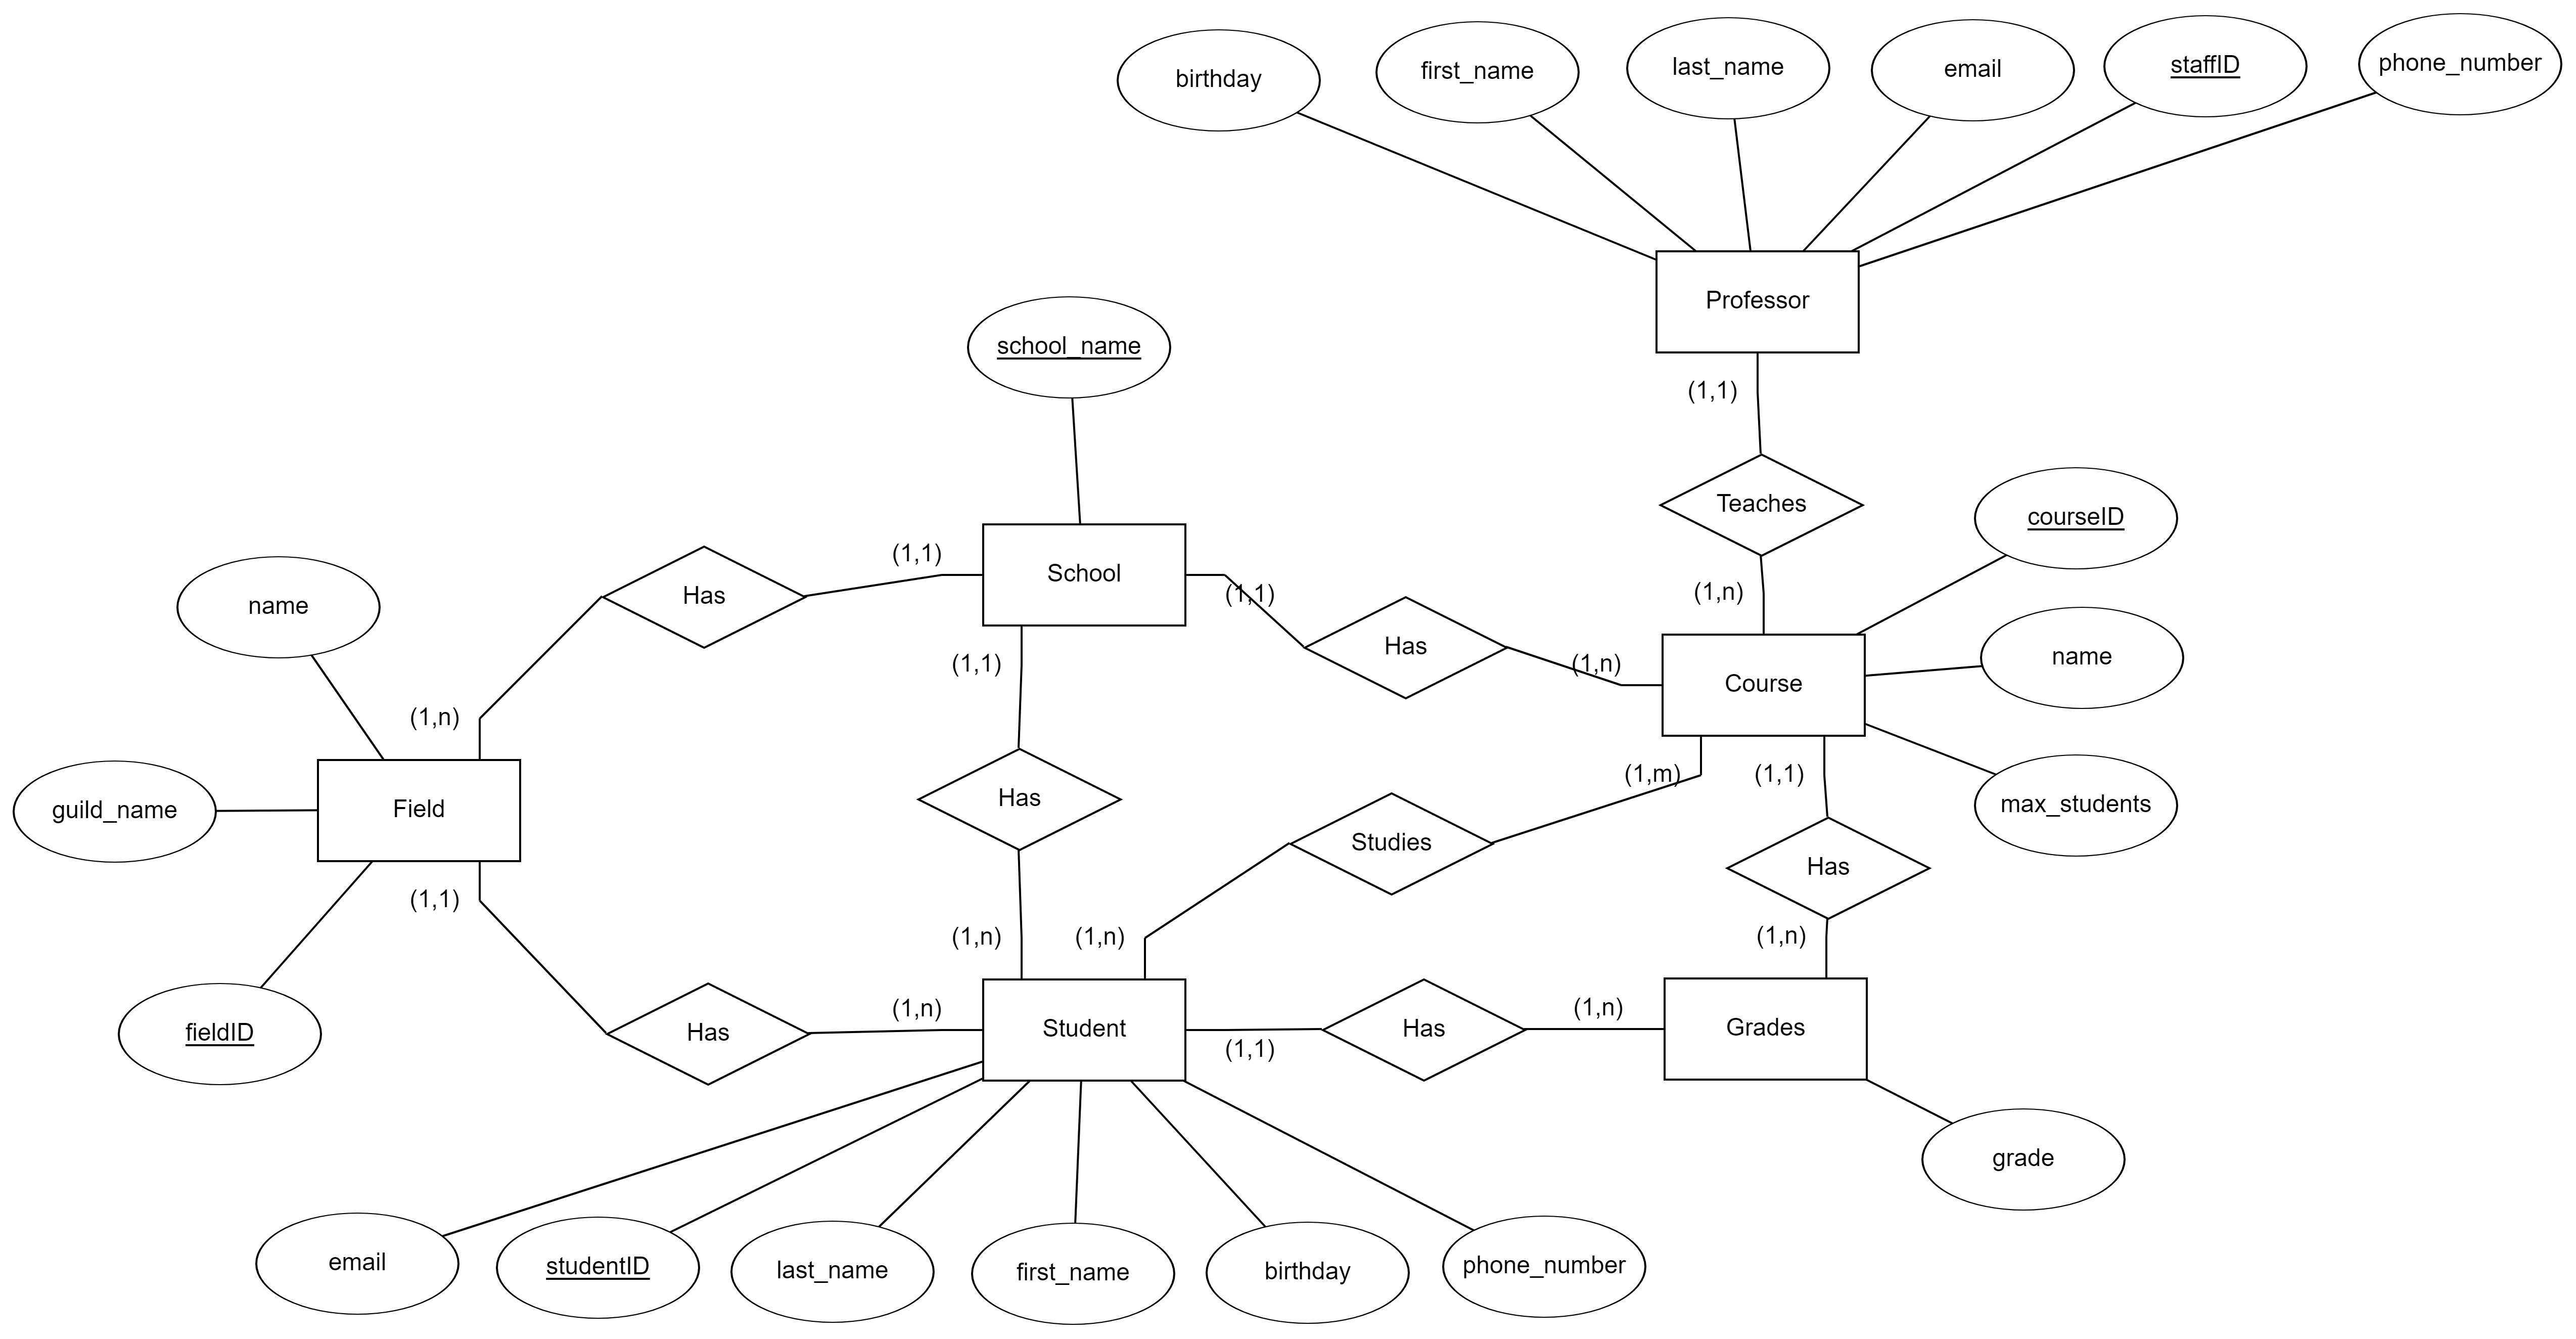 birthday
first_name
last_name
email
staffID
phone_number
Professor
school_name
(1,1)
Teaches
courseID
(1,1)
School
Has
(1,1)
(1,n)
name
Has
(1,n)
name
(1,1)
(1,n)
Course
(1,n)
guild_name
Field
Has
(1,m)
(1,1)
max_students
Studies
Has
(1,1)
(1,n)
(1,n)
(1,n)
fieldID
Has
(1,n)
Student
(1,1)
Has
(1,n)
Grades
grade
email
studentID
last_name
first_name
birthday
phone_number